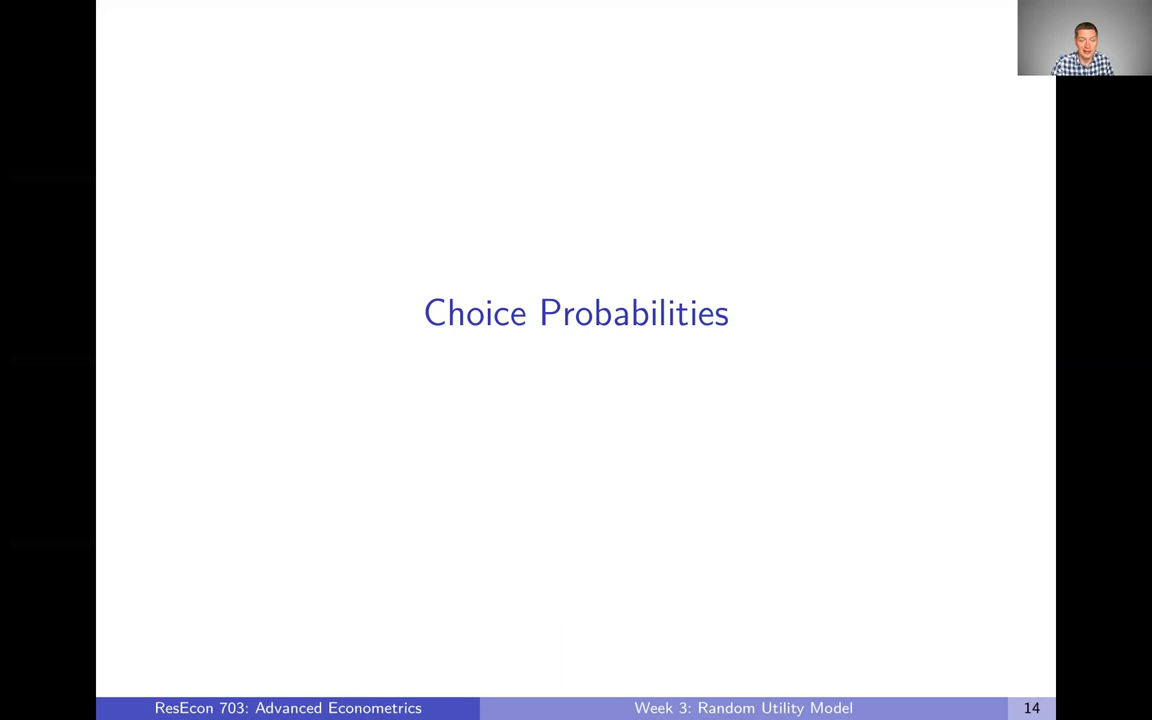 Choice Probabilities
ResEcon 703: Advanced Econometrics
Week 3: Random Utility Model
14